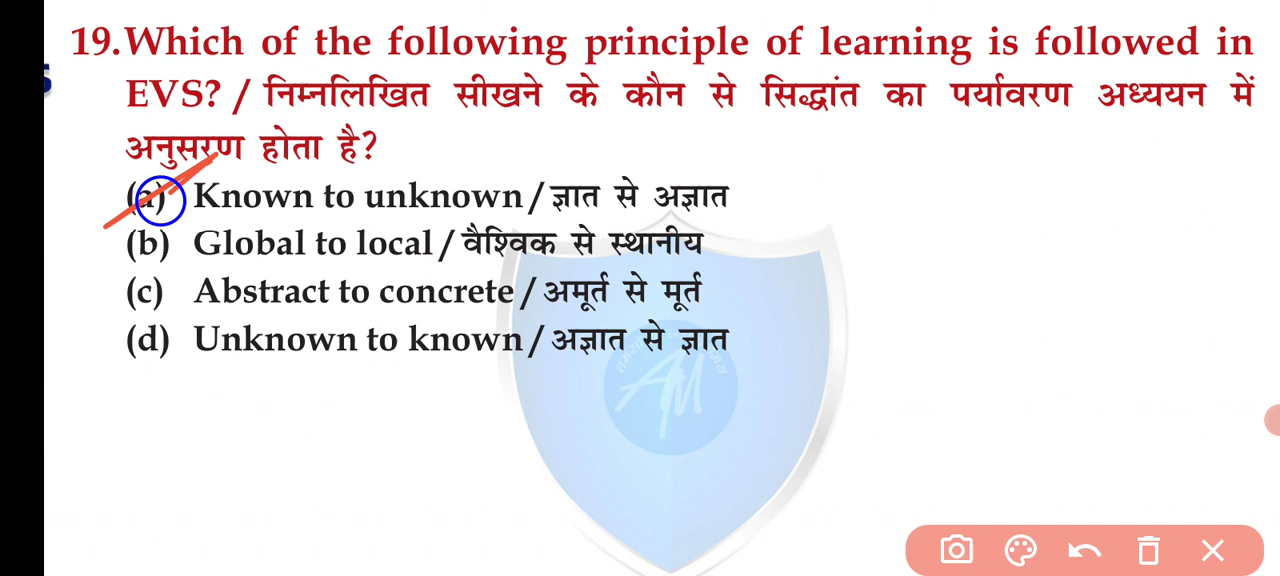 19. Which of the following principle of learning is followed in
EVS? / निम्नलिखित सीखने के कौन से सिद्धांत का पर्यावरण अध्ययन में
अनुसरण होता है?
(a) Known to unknown / ज्ञात से अज्ञात
(b) Global to local / वैश्विक से स्थानीय
(c) Abstract to concrete / अमूर्त से मूर्त
(d) Unknown to known / अज्ञात से ज्ञात
AM